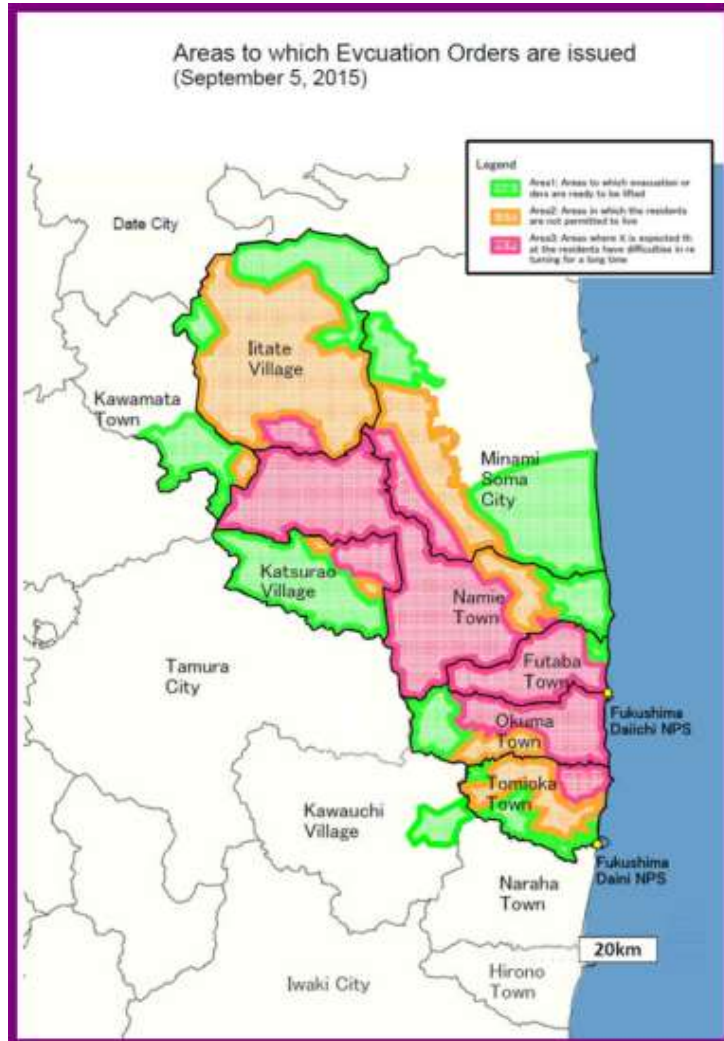 Areas to which Evcuation Orders are issued
(September 5, 2015)
Legend
Area1: Areas to which evacuation or
ders are ready to be lifted
Area2: Areas in which the residents
are not permitted to live
Area3: Areas where it is expected th
at the residents have difficulties in re
turning for a long time
Date City
Iitate
Village
Kawamata
Town
Minami
Soma
City
Katsurao
Village
Namie
Town
Futaba
Town
Tamura
City
Okuma
Town
Fukushima
Daiichi NPS
Tomioka
Town
Kawauchi
Village
Fukushima
Daini NPS
Naraha
Town
20km
Hirono
Town
Iwaki City